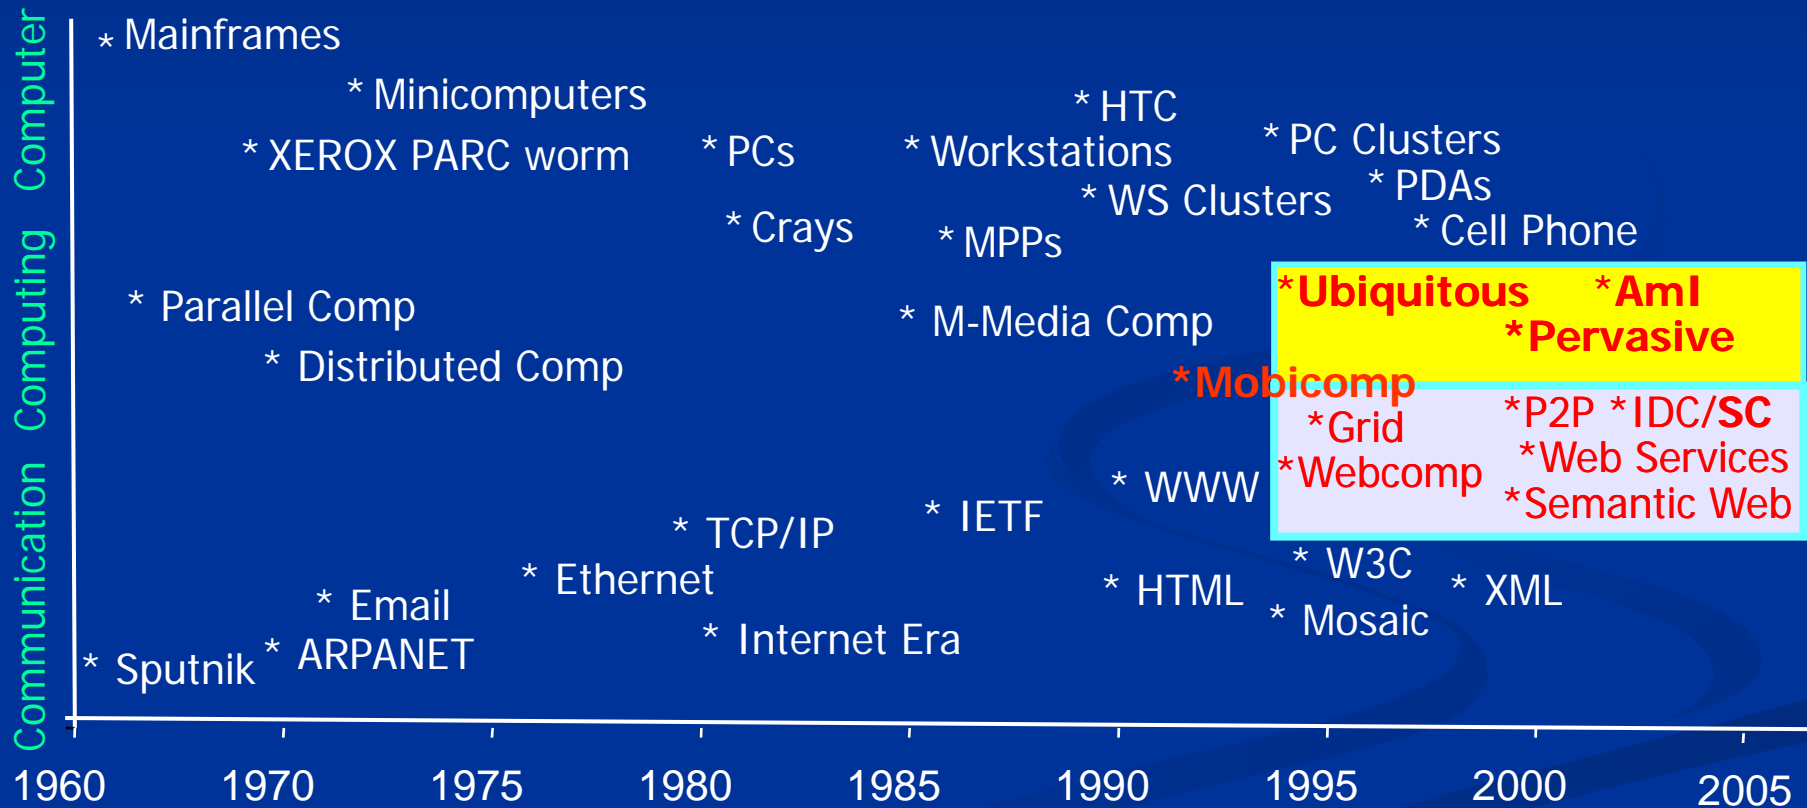 Computer
* Mainframes
* Minicomputers
* HTC
* XEROX PARC worm
* PCs
* Workstations
* PC Clusters
* WS Clusters
* PDAs
* Crays
* MPPs
* Cell Phone
Computing
* Parallel Comp
* M-Media Comp
*Ubiquitous
*AmI
*Pervasive
* Distributed Comp
*Mobicomp
*Grid
*P2P *IDC/SC
*Webcomp
*Web Services
*Semantic Web
Communication
* WWW
* IETF
* TCP/IP
* Ethernet
* W3C
* HTML
* XML
* Email
* Mosaic
* Internet Era
* Sputnik
* ARPANET
1960 1970 1975 1980 1985 1990 1995 2000 2005